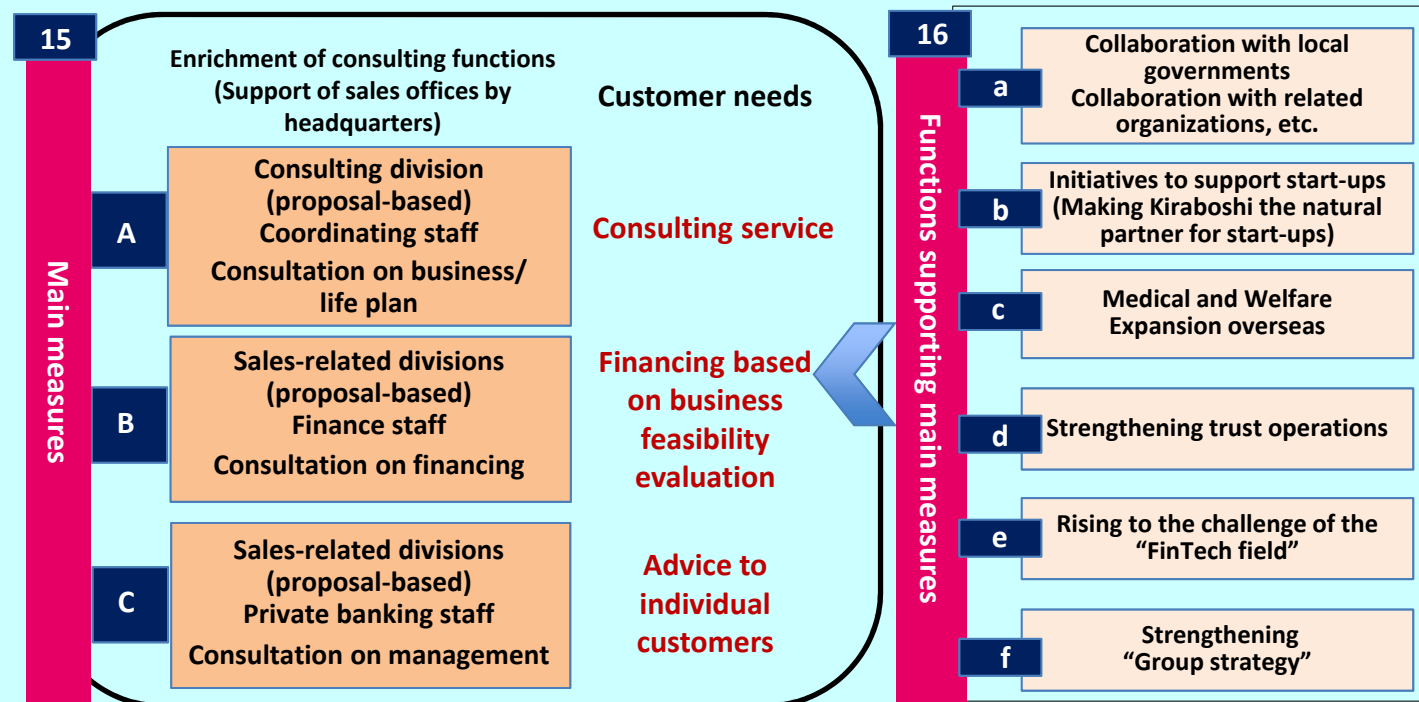 15
Main measures
Enrichment of consulting functions
(Support of sales offices by
headquarters)
Customer needs
A
Consulting division
(proposal-based)
Coordinating staff
Consultation on business/
life plan
Consulting service
B
Sales-related divisions
(proposal-based)
Finance staff
Consultation on financing
Financing based
on business
feasibility
evaluation
C
Sales-related divisions
(proposal-based)
Private banking staff
Consultation on management
Advice to
individual
customers
16
Functions supporting main measures
a
Collaboration with local
governments
Collaboration with related
organizations, etc.
b
Initiatives to support start-ups
(Making Kiraboshi the natural
partner for start-ups)
c
Medical and Welfare
Expansion overseas
d
Strengthening trust operations
e
Rising to the challenge of the
“FinTech field”
f
Strengthening
“Group strategy”